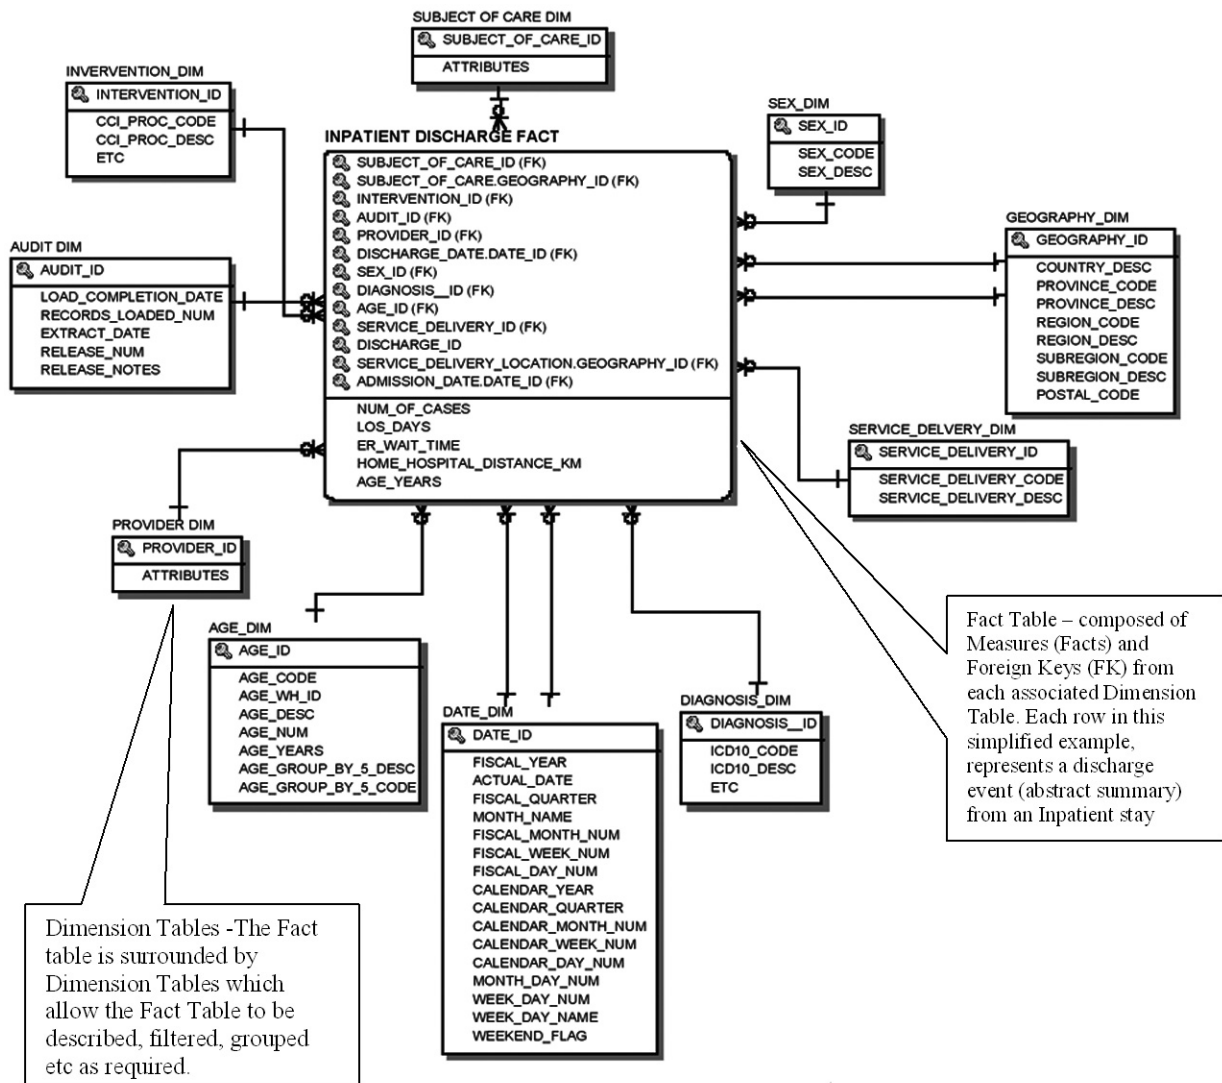 SUBJECT OF CARE DIM
SUBJECT_OF_CARE_ID
ATTRIBUTES
INVERVENTION_DIM
INTERVENTION_ID
CCI_PROC_CODE
CCI_PROC_DESC
ETC
SEX_DIM
SEX_ID
SEX_CODE
SEX_DESC
INPATIENT DISCHARGE FACT
SUBJECT_OF_CARE_ID (FK)
SUBJECT_OF_CARE.GEOGRAPHY_ID (FK)
INTERVENTION_ID (FK)
AUDIT_ID (FK)
PROVIDER_ID (FK)
DISCHARGE_DATE.DATE_ID (FK)
SEX_ID (FK)
DIAGNOSIS__ID (FK)
AGE_ID (FK)
SERVICE_DELIVERY_ID (FK)
DISCHARGE_ID
SERVICE_DELIVERY_LOCATION.GEOGRAPHY_ID (FK)
ADMISSION_DATE.DATE_ID (FK)
NUM_OF_CASES
LOS_DAYS
ER_WAIT_TIME
HOME_HOSPITAL_DISTANCE_KM
AGE_YEARS
GEOGRAPHY_DIM
GEOGRAPHY_ID
COUNTRY_DESC
PROVINCE_CODE
PROVINCE_DESC
REGION_CODE
REGION_DESC
SUBREGION_CODE
SUBREGION_DESC
POSTAL_CODE
AUDIT DIM
AUDIT_ID
LOAD_COMPLETION_DATE
RECORDS_LOADED_NUM
EXTRACT_DATE
RELEASE_NUM
RELEASE_NOTES
SERVICE_DELVERY_DIM
SERVICE_DELIVERY_ID
SERVICE_DELIVERY_CODE
SERVICE_DELIVERY_DESC
PROVIDER DIM
PROVIDER_ID
ATTRIBUTES
AGE_DIM
AGE_ID
AGE_CODE
AGE_WH_ID
AGE_DESC
AGE_NUM
AGE_YEARS
AGE_GROUP_BY_5_DESC
AGE_GROUP_BY_5_CODE
DATE_DIM
DATE_ID
FISCAL_YEAR
ACTUAL_DATE
FISCAL_QUARTER
MONTH_NAME
FISCAL_MONTH_NUM
FISCAL_WEEK_NUM
FISCAL_DAY_NUM
CALENDAR_YEAR
CALENDAR_QUARTER
CALENDAR_MONTH_NUM
CALENDAR_WEEK_NUM
CALENDAR_DAY_NUM
MONTH_DAY_NUM
WEEK_DAY_NUM
WEEK_DAY_NAME
WEEKEND_FLAG
DIAGNOSIS_DIM
DIAGNOSIS__ID
ICD10_CODE
ICD10_DESC
ETC
Fact Table – composed of
Measures (Facts) and
Foreign Keys (FK) from
each associated Dimension
Table. Each row in this
simplified example,
represents a discharge
event (abstract summary)
from an Inpatient stay
Dimension Tables -The Fact
table is surrounded by
Dimension Tables which
allow the Fact Table to be
described, filtered, grouped
etc as required.